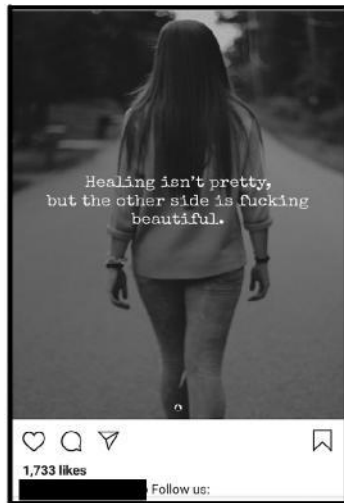 Healing isn't pretty,
but the other side is fucking
beautiful.
1,733 likes
Follow us: